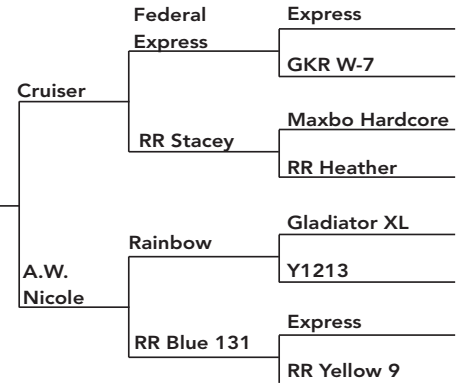 Federal
Express
Express
GKR W-7
Cruiser
Maxbo Hardcore
RR Stacey
RR Heather
Gladiator XL
Rainbow
Y1213
A.W.
Nicole
Express
RR Blue 131
RR Yellow 9